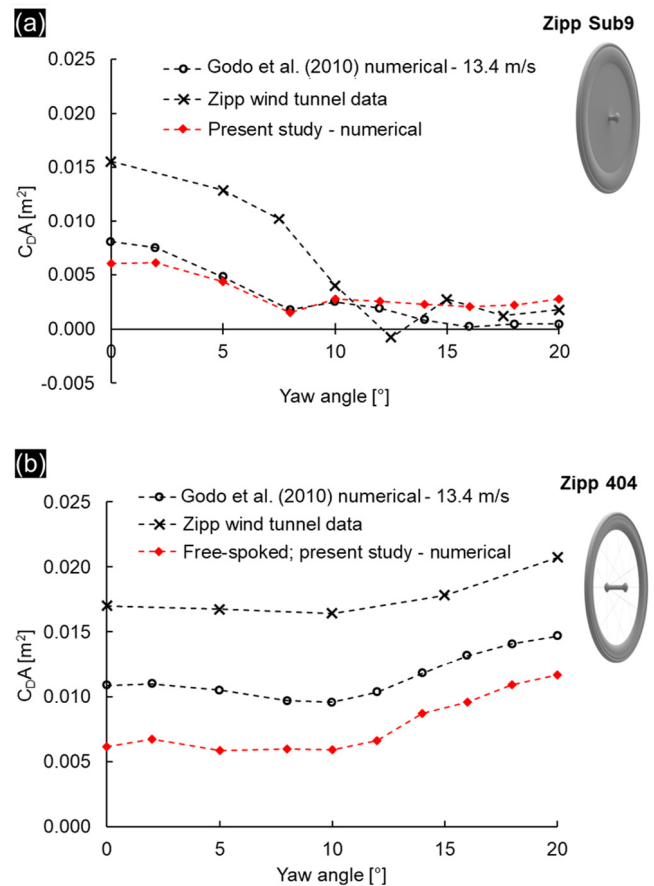 (a)
Zipp Sub9
0.025
0.020
0.015
0.010
0.005
0.000
-0.005
C_DA [m²]
Godo et al. (2010) numerical - 13.4 m/s
Zipp wind tunnel data
Present study - numerical
0 5 10 15 20
Yaw angle [°]
(b)
Zipp 404
0.025
0.020
0.015
0.010
0.005
0.000
C_DA [m²]
Godo et al. (2010) numerical - 13.4 m/s
Zipp wind tunnel data
Free-spoked; present study - numerical
0 5 10 15 20
Yaw angle [°]